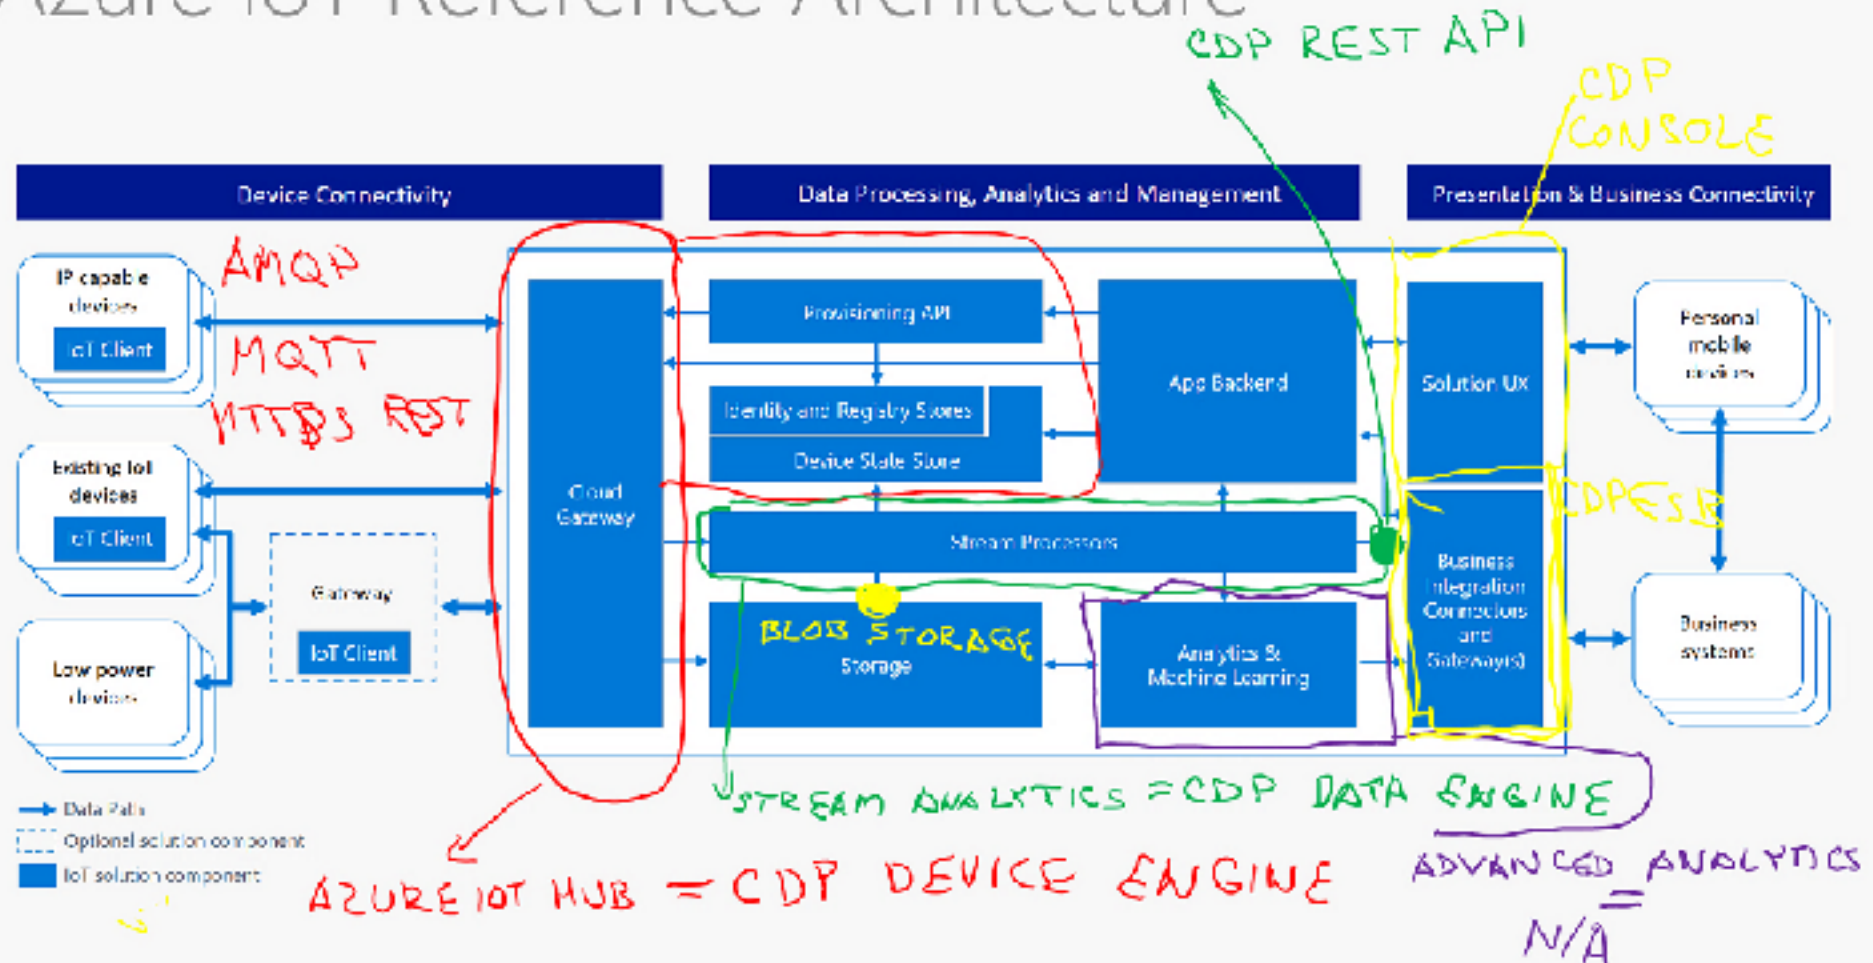 Azure IoT Reference Architecture
CDP REST API
CDP
CONSOLE
Device Connectivity
Data Processing, Analytics and Management
Presentation & Business Connectivity
IP capable
devices
IoT Client
AMQP
MQTT
HTTPS REST
Existing IoT
devices
IoT Client
Low power
devices
Gateway
IoT Client
Cloud
Gateway
Provisioning API
Identity and Registry Stores
Device State Store
Stream Processors
BLOB STORAGE
Storage
App Backend
Analytics &
Machine Learning
Solution UX
CDP ESB
Business
Integration
Connectors
and
Gateway(s)
Personal
mobile
devices
Business
systems
Data Path
Optional solution component
IoT solution component
STREAM ANALYTICS = CDP DATA ENGINE
AZURE IOT HUB = CDP DEVICE ENGINE
ADVANCED ANALYTICS
=
N/A